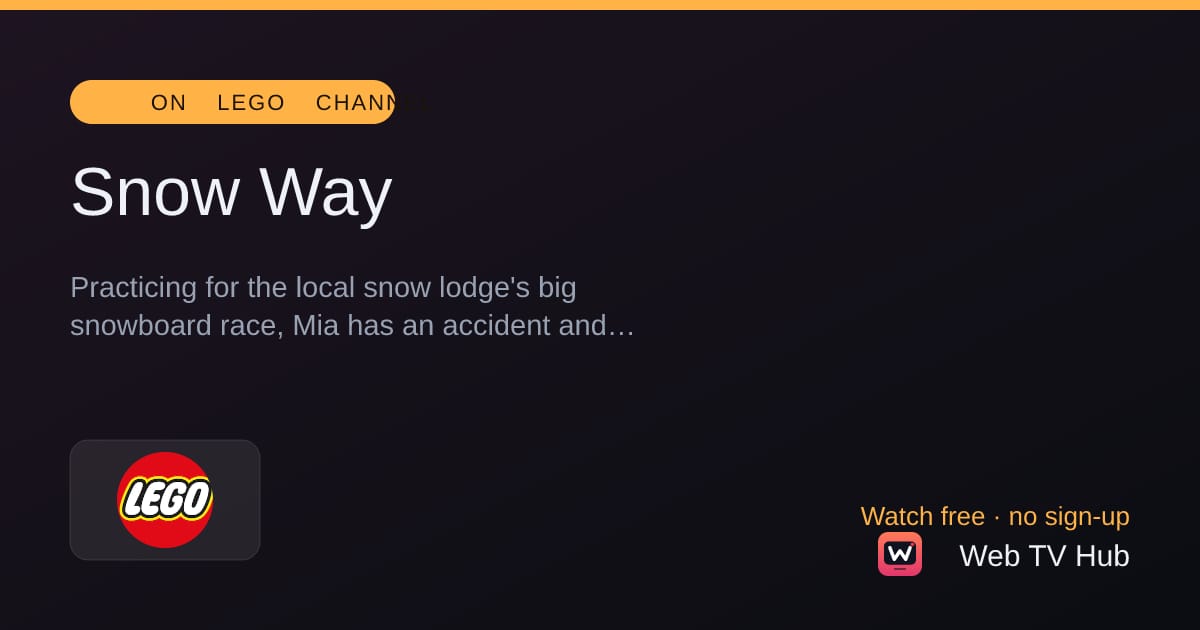 ON LEGO CHANNEL
Snow Way
Practicing for the local snow lodge's big
snowboard race, Mia has an accident and…
LEGO
Watch free · no sign-up
W
Web TV Hub